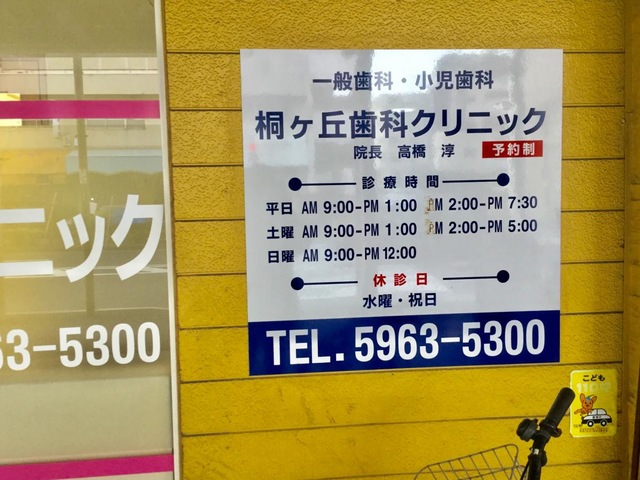 一般歯科・小児歯科
桐ヶ丘歯科クリニック
院長 高橋 淳 予約制
診療時間
平日 AM 9:00-PM 1:00 PM 2:00-PM 7:30
土曜 AM 9:00-PM 1:00 PM 2:00-PM 5:00
日曜 AM 9:00-PM 12:00
休診日
水曜・祝日
TEL. 5963-5300
ニック
63-5300
こども